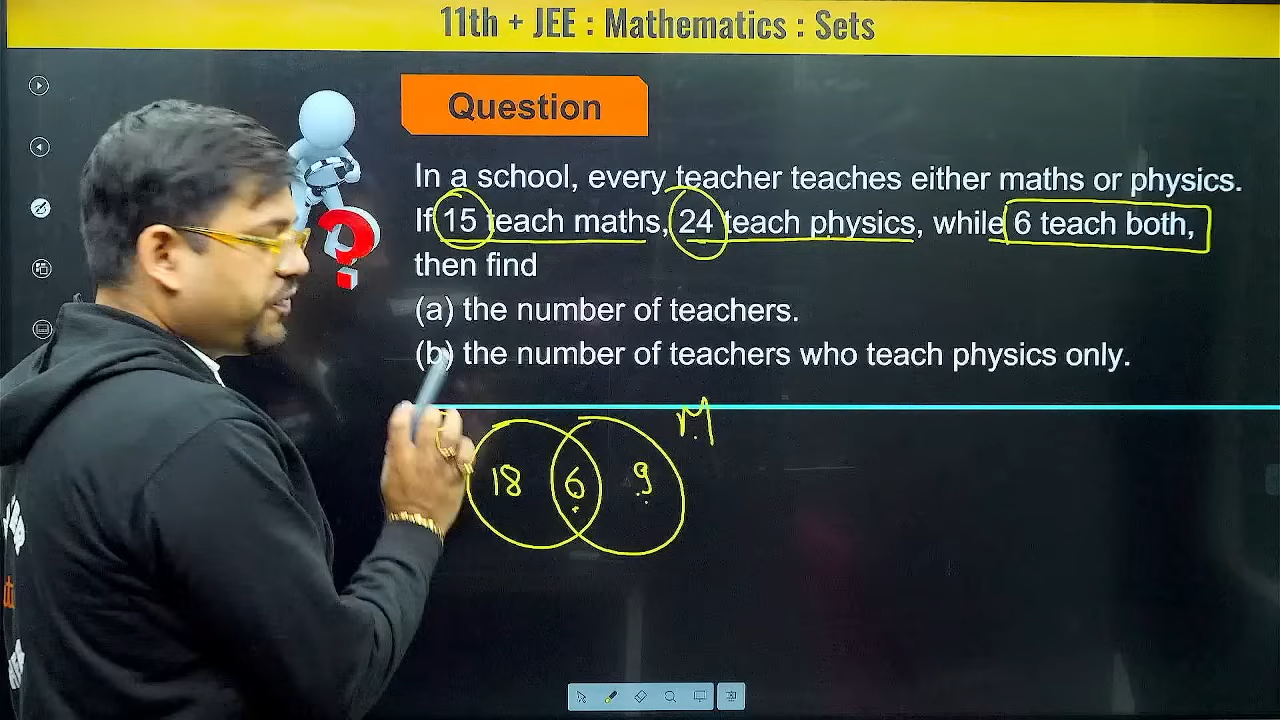 11th + JEE : Mathematics : Sets
Question
In a school, every teacher teaches either maths or physics.
If 15 teach maths, 24 teach physics, while 6 teach both,
then find
(a) the number of teachers.
(b) the number of teachers who teach physics only.
M
18 6 9